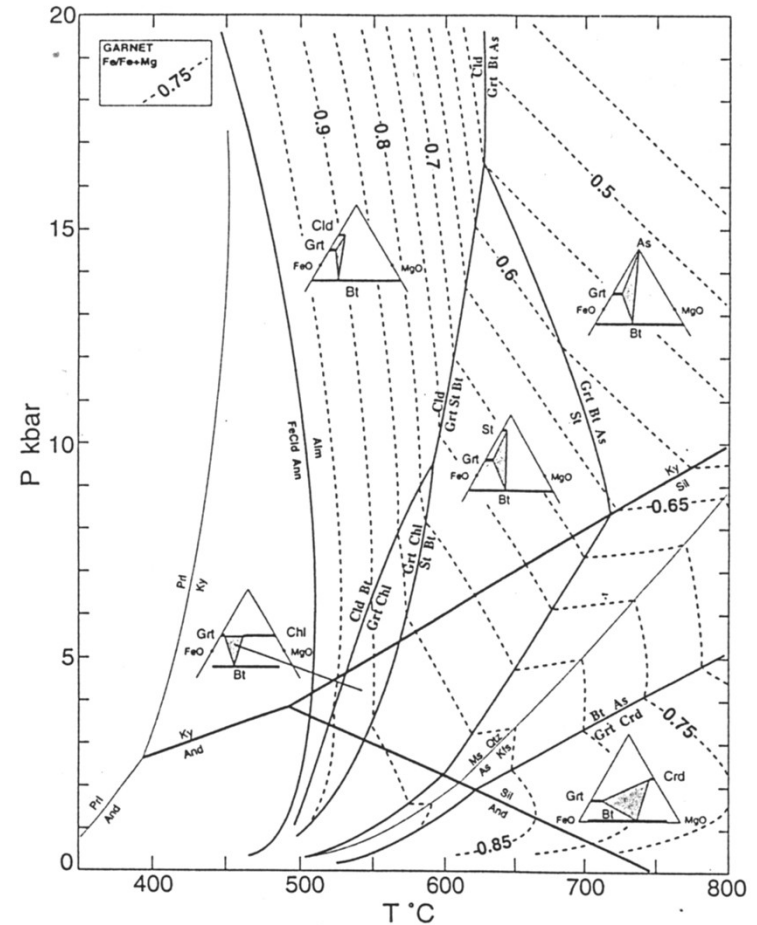 20
GARNET
Fe/Fe+Mg
0.75
0.9
0.8
0.7
Cld
Grt Bt As
0.5
15
Cld
Grt
FeO
MgO
Bt
0.6
As
Grt
FeO
MgO
Bt
Cld
Grt St Bt
Grt Bt As
St
FeCld Ann
Alm
10
St
Grt
FeO
MgO
Bt
Ky
Sil
0.65
P kbar
Grt Chl
St Bt
Cld Bt
Grt Chl
Prl
Ky
Grt
Chl
FeO
MgO
Bt
5
Bt As
Grt Crd
0.75
Ky
And
Ms Qtz
As Kfs
Sil
And
Crd
Grt
Bt
FeO
MgO
Prl
And
0.85
0
400
500
600
700
800
T °C